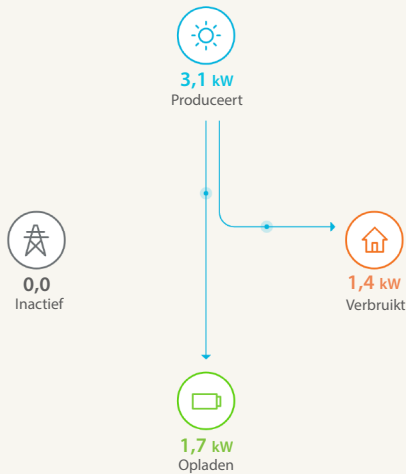 3,1 kW
Produceert
0,0
Inactief
1,4 kW
Verbruikt
1,7 kW
Opladen